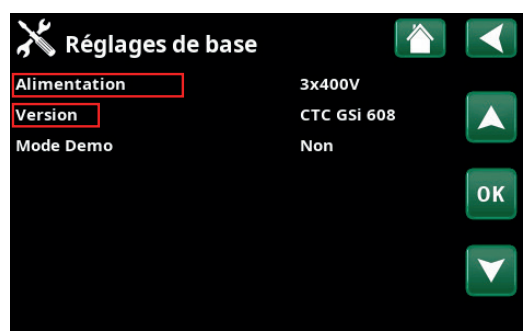 Réglages de base
Alimentation 3x400V
Version CTC GSi 608
Mode Demo Non
OK